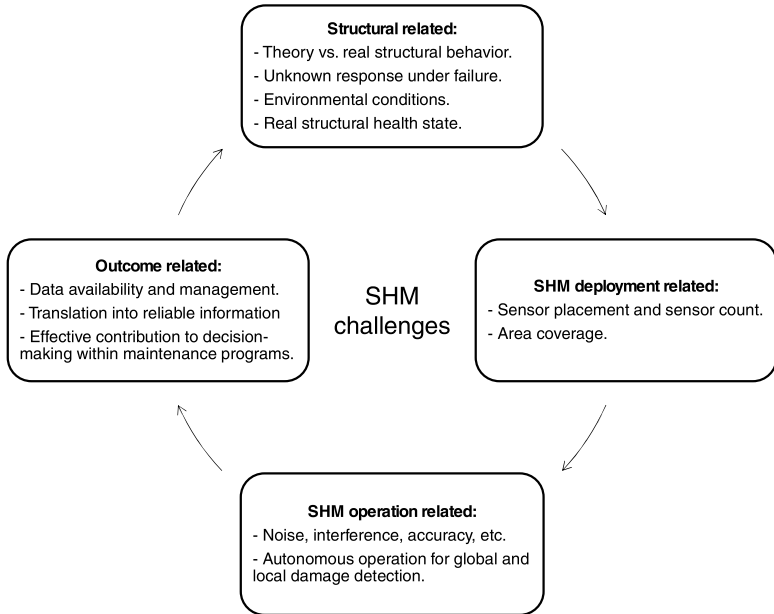 Structural related:
- Theory vs. real structural behavior.
- Unknown response under failure.
- Environmental conditions.
- Real structural health state.
Outcome related:
- Data availability and management.
- Translation into reliable information
- Effective contribution to decision-
making within maintenance programs.
SHM
challenges
SHM deployment related:
- Sensor placement and sensor count.
- Area coverage.
SHM operation related:
- Noise, interference, accuracy, etc.
- Autonomous operation for global and
local damage detection.